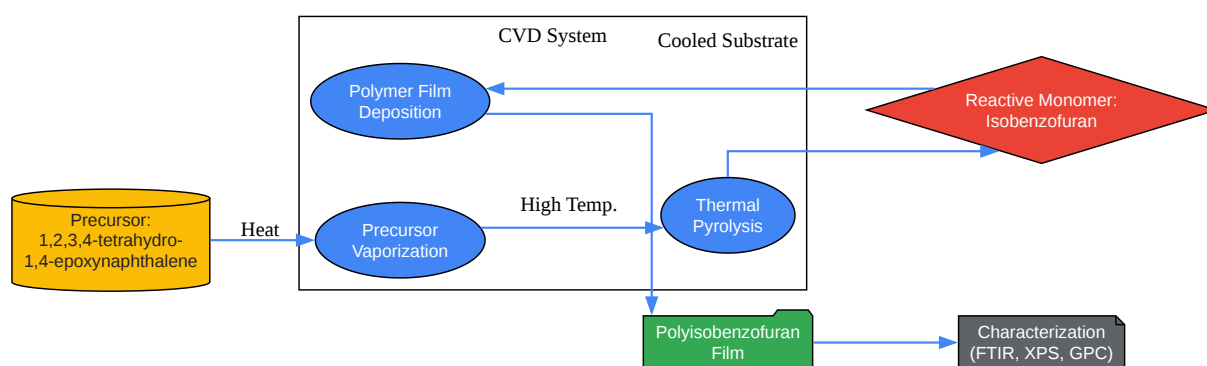 CVD System
Cooled Substrate
Polymer Film
Deposition
Reactive Monomer:
Isobenzofuran
Precursor:
1,2,3,4-tetrahydro-
1,4-epoxynaphthalene
Heat
Precursor
Vaporization
High Temp.
Thermal
Pyrolysis
Polyisobenzofuran
Film
Characterization
(FTIR, XPS, GPC)